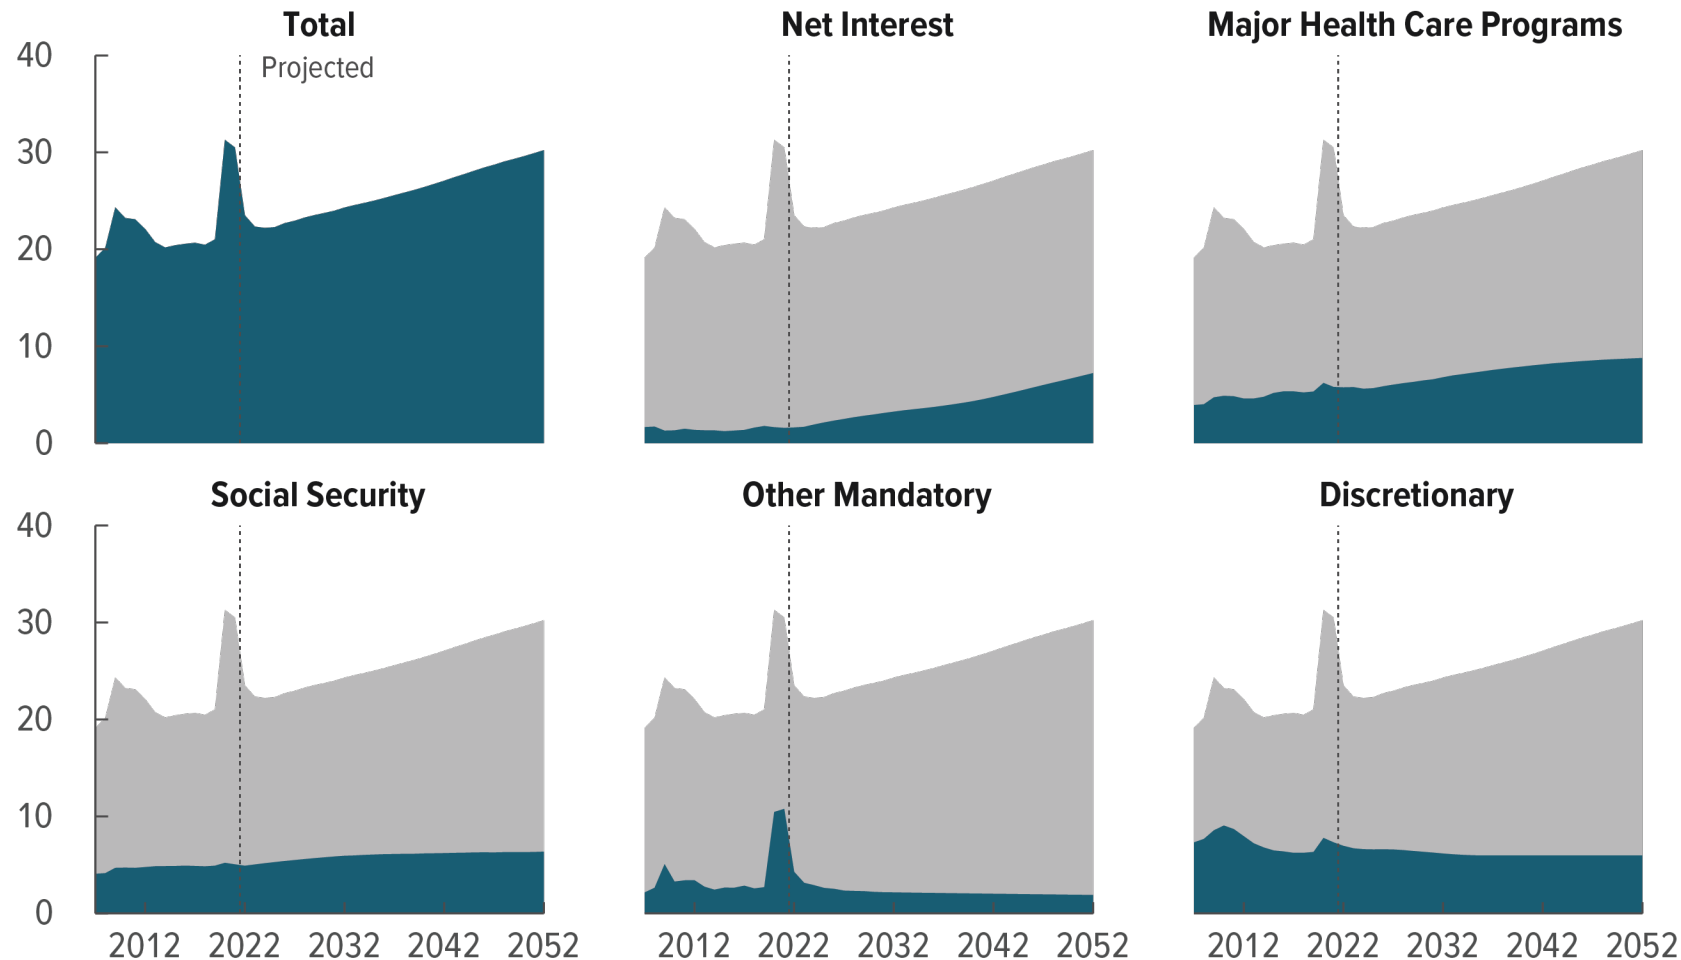 Total
Net Interest
Major Health Care Programs
40
Projected
30
20
10
0
Social Security
Other Mandatory
Discretionary
40
30
20
10
0
2012 2022 2032 2042 2052
2012 2022 2032 2042 2052
2012 2022 2032 2042 2052